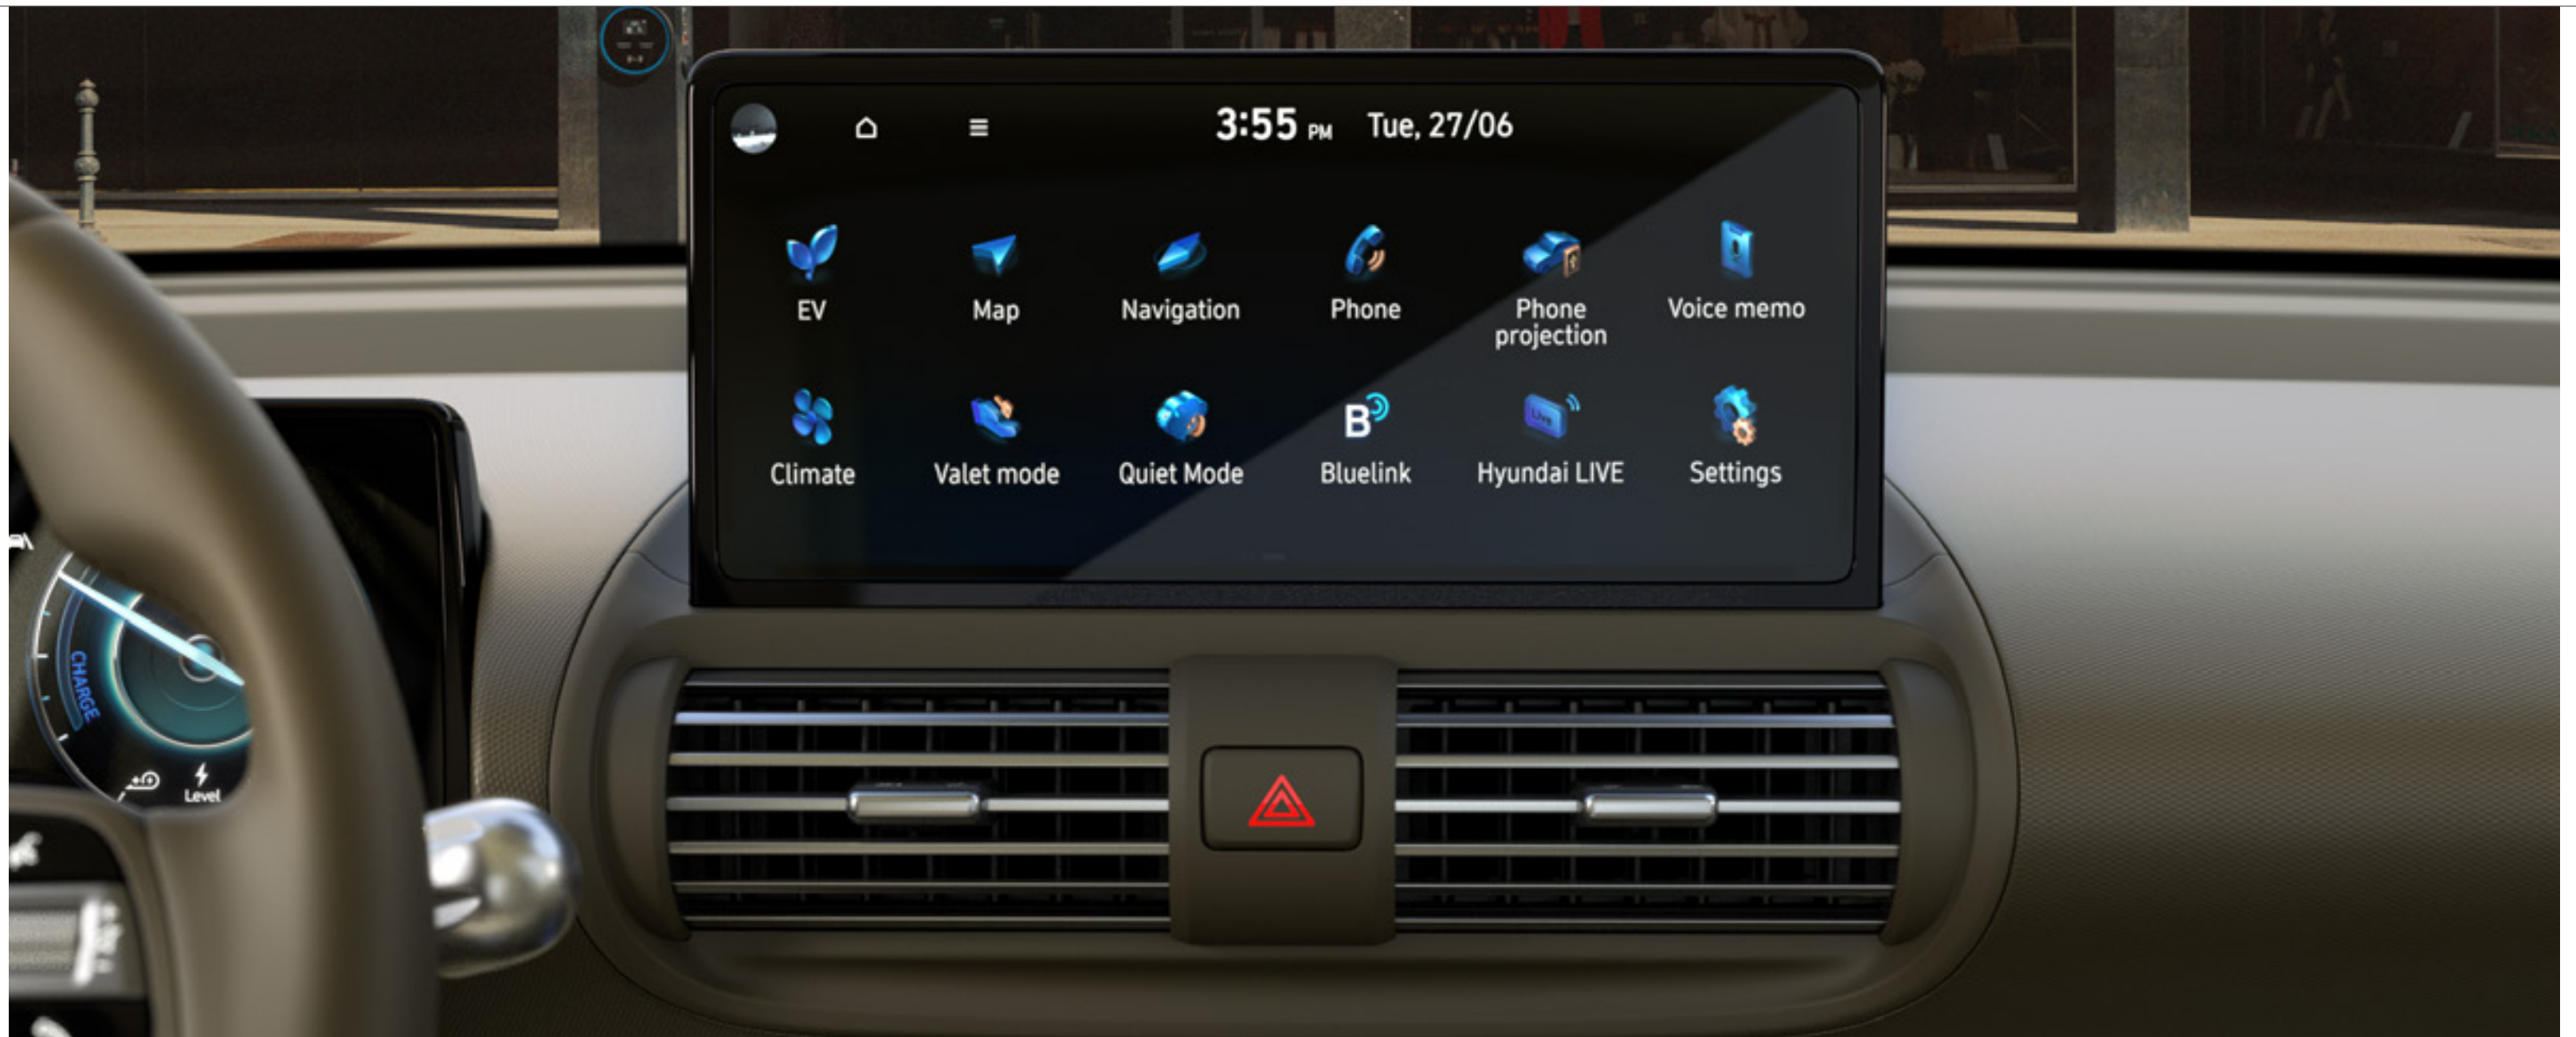 3:55 PM Tue, 27/06
EV
Map
Navigation
Phone
Phone
projection
Voice memo
Climate
Valet mode
Quiet Mode
B
Bluelink
Live
Hyundai LIVE
Settings
CHARGE
Level